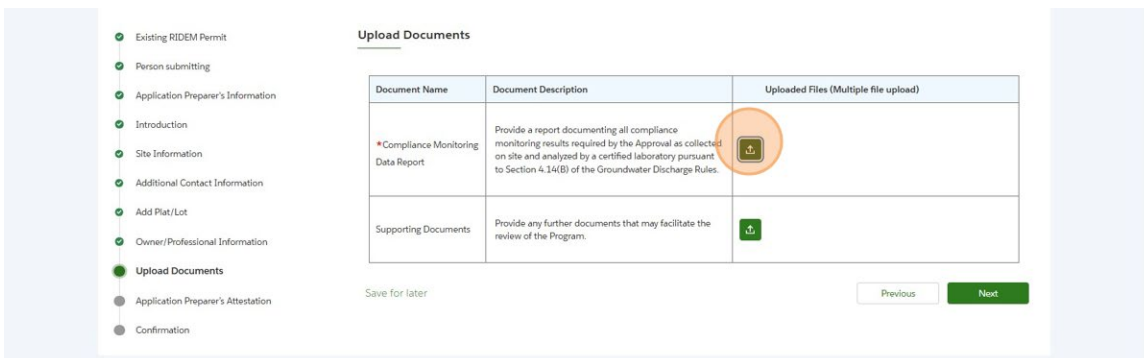 Existing RIDEM Permit
Person submitting
Application Preparer's Information
Introduction
Site Information
Additional Contact Information
Add Plat/Lot
Owner/Professional Information
Upload Documents
Application Preparer's Attestation
Confirmation
Upload Documents
Document Name
Document Description
Uploaded Files (Multiple file upload)
*Compliance Monitoring
Data Report
Provide a report documenting all compliance
monitoring results required by the Approval as collected
on site and analyzed by a certified laboratory pursuant
to Section 4.14(B) of the Groundwater Discharge Rules.
Supporting Documents
Provide any further documents that may facilitate the
review of the Program.
Save for later
Previous
Next